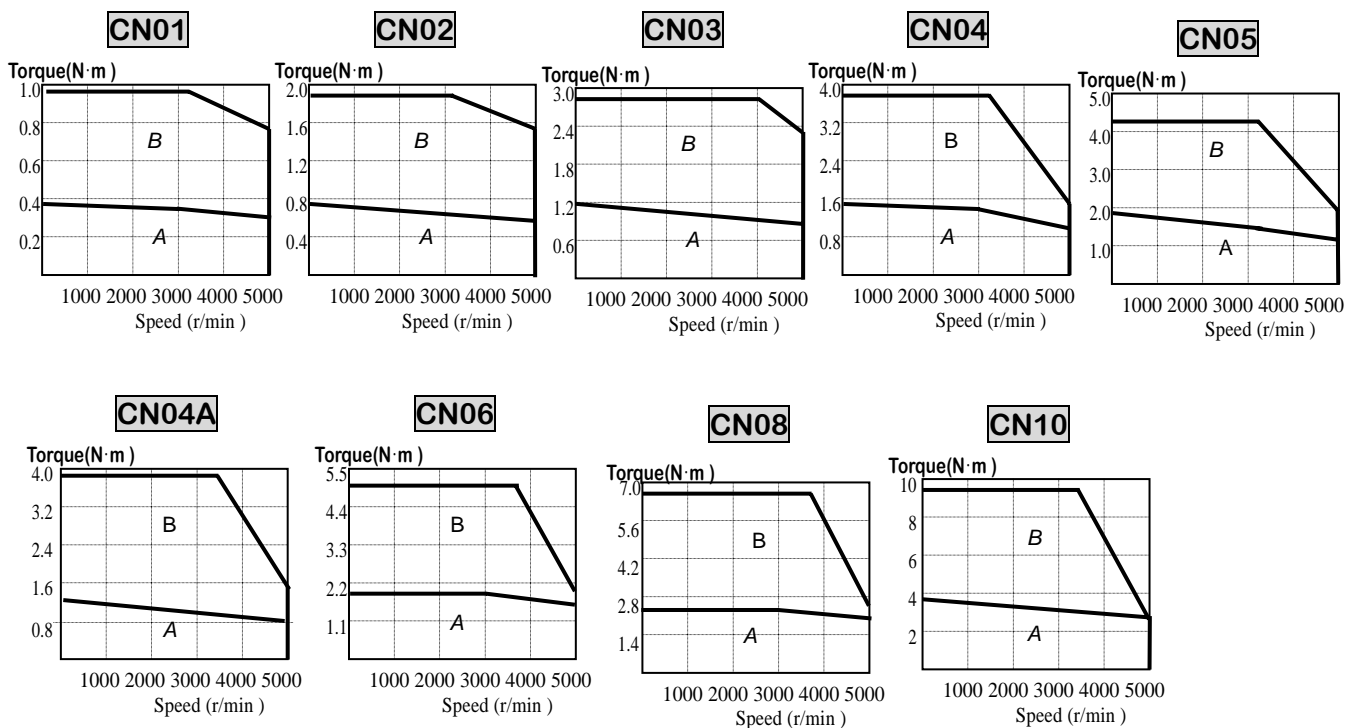 CN01
Torque(N·m )
1.0
0.8
0.6
0.4
0.2
B
A
1000 2000 3000 4000 5000
Speed (r/min )
CN02
Torque(N·m )
2.0
1.6
1.2
0.8
0.4
B
A
1000 2000 3000 4000 5000
Speed (r/min )
CN03
Torque(N·m )
3.0
2.4
1.8
1.2
0.6
B
A
1000 2000 3000 4000 5000
Speed (r/min )
CN04
Torque(N·m )
4.0
3.2
2.4
1.6
0.8
B
A
1000 2000 3000 4000 5000
Speed (r/min )
CN05
Torque(N·m )
5.0
4.0
3.0
2.0
1.0
B
A
1000 2000 3000 4000 5000
Speed (r/min )
CN04A
Torque(N·m )
4.0
3.2
2.4
1.6
0.8
B
A
1000 2000 3000 4000 5000
Speed (r/min )
CN06
Torque(N·m )
5.5
4.4
3.3
2.2
1.1
B
A
1000 2000 3000 4000 5000
Speed (r/min )
CN08
Torque(N·m )
7.0
5.6
4.2
2.8
1.4
B
A
1000 2000 3000 4000 5000
Speed (r/min )
CN10
Torque(N·m )
10
8
6
4
2
B
A
1000 2000 3000 4000 5000
Speed (r/min )